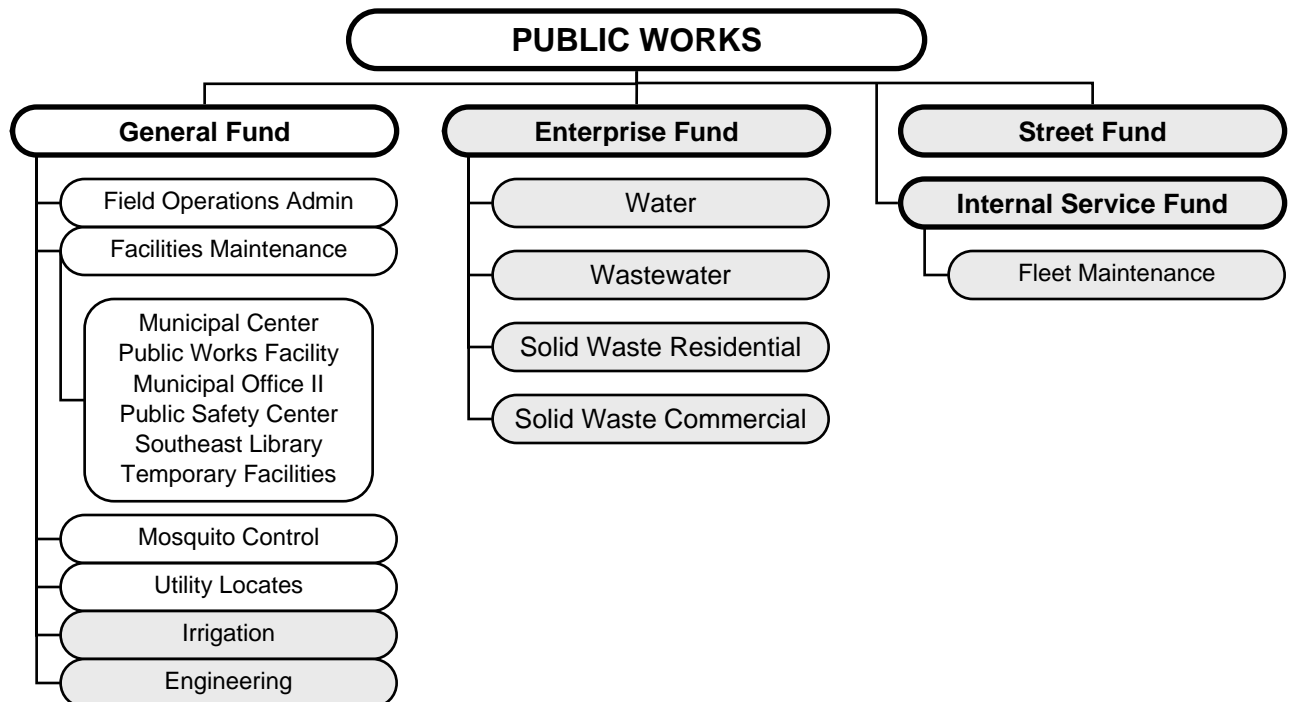 PUBLIC WORKS
General Fund
Field Operations Admin
Facilities Maintenance
Municipal Center
Public Works Facility
Municipal Office II
Public Safety Center
Southeast Library
Temporary Facilities
Mosquito Control
Utility Locates
Irrigation
Engineering
Enterprise Fund
Water
Wastewater
Solid Waste Residential
Solid Waste Commercial
Street Fund
Internal Service Fund
Fleet Maintenance